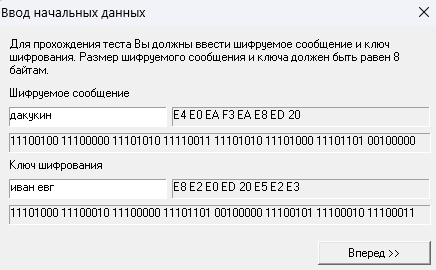 Ввод начальных данных
Для прохождения теста Вы должны ввести шифруемое сообщение и ключ
шифрования. Размер шифруемого сообщения и ключа должен быть равен 8
байтам.
Шифруемое сообщение
дакукин E4 E0 EA F3 EA E8 ED 20
11100100 11100000 11101010 11110011 11101010 11101000 11101101 00100000
Ключ шифрования
иван евг E8 E2 E0 ED 20 E5 E2 E3
11101000 11100010 11100000 11101101 00100000 11100101 11100010 11100011
Вперед >>